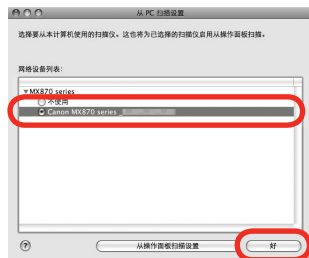 从 PC 扫描设置
选择要从本计算机使用的扫描仪。这也将为已选择的扫描仪启用从操作面板扫描。
网络设备列表:
MX870 series
不使用
Canon MX870 series _
?
从操作面板扫描设置
好